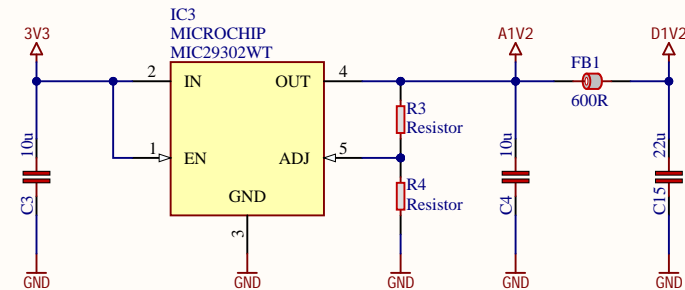 IC3
MICROCHIP
MIC29302WT
3V3
A1V2
D1V2
FB1
600R
2
IN
OUT
4
R3
Resistor
10u
C3
1
EN
ADJ
5
R4
Resistor
10u
C4
22u
C15
GND
3
GND
GND
GND
GND
GND